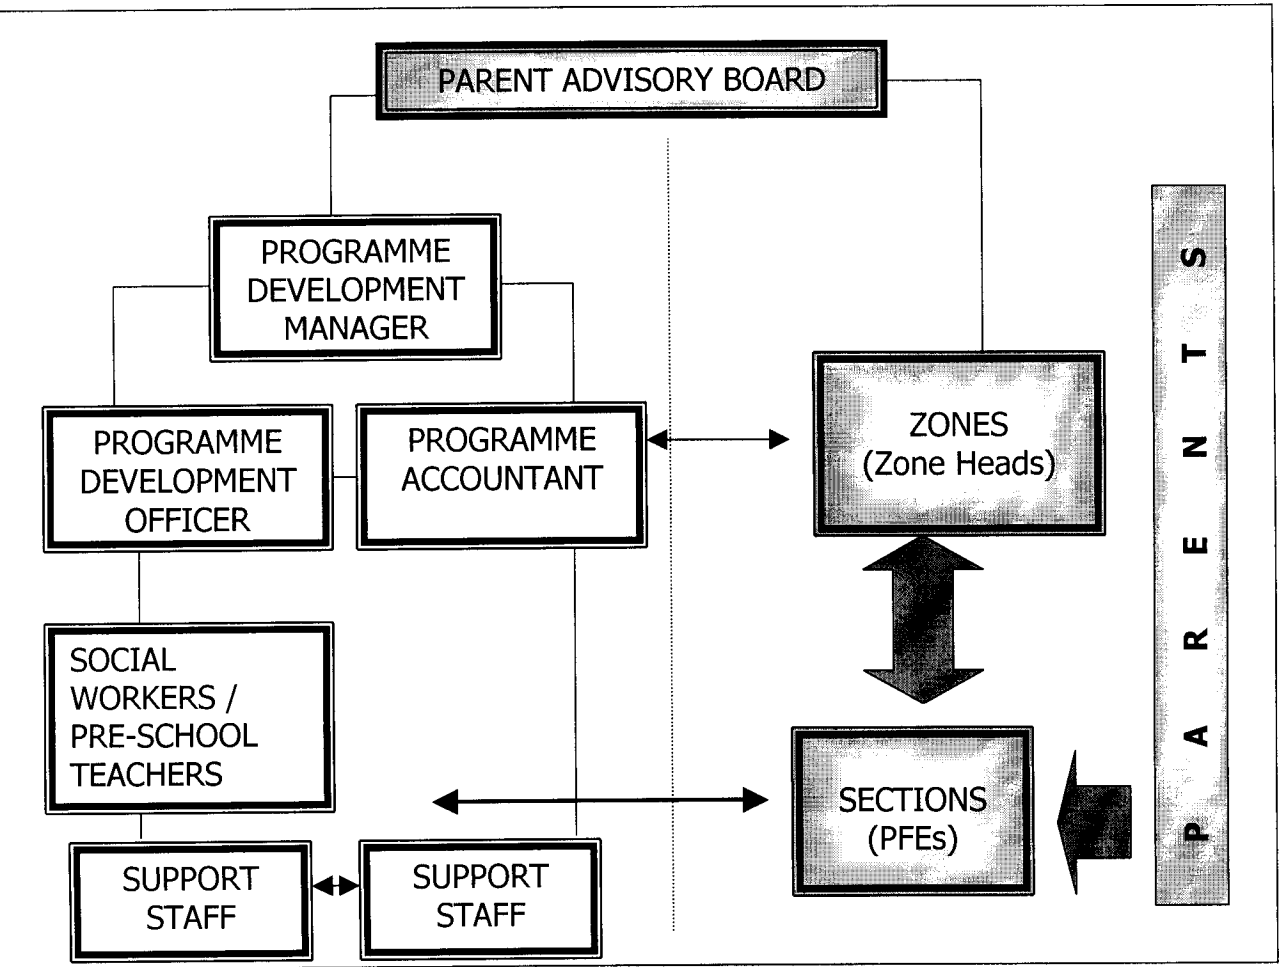 PARENT ADVISORY BOARD
PROGRAMME
DEVELOPMENT
MANAGER
PROGRAMME
DEVELOPMENT
OFFICER
PROGRAMME
ACCOUNTANT
ZONES
(Zone Heads)
SOCIAL
WORKERS /
PRE-SCHOOL
TEACHERS
SECTIONS
(PFEs)
SUPPORT
STAFF
SUPPORT
STAFF
PARENTS